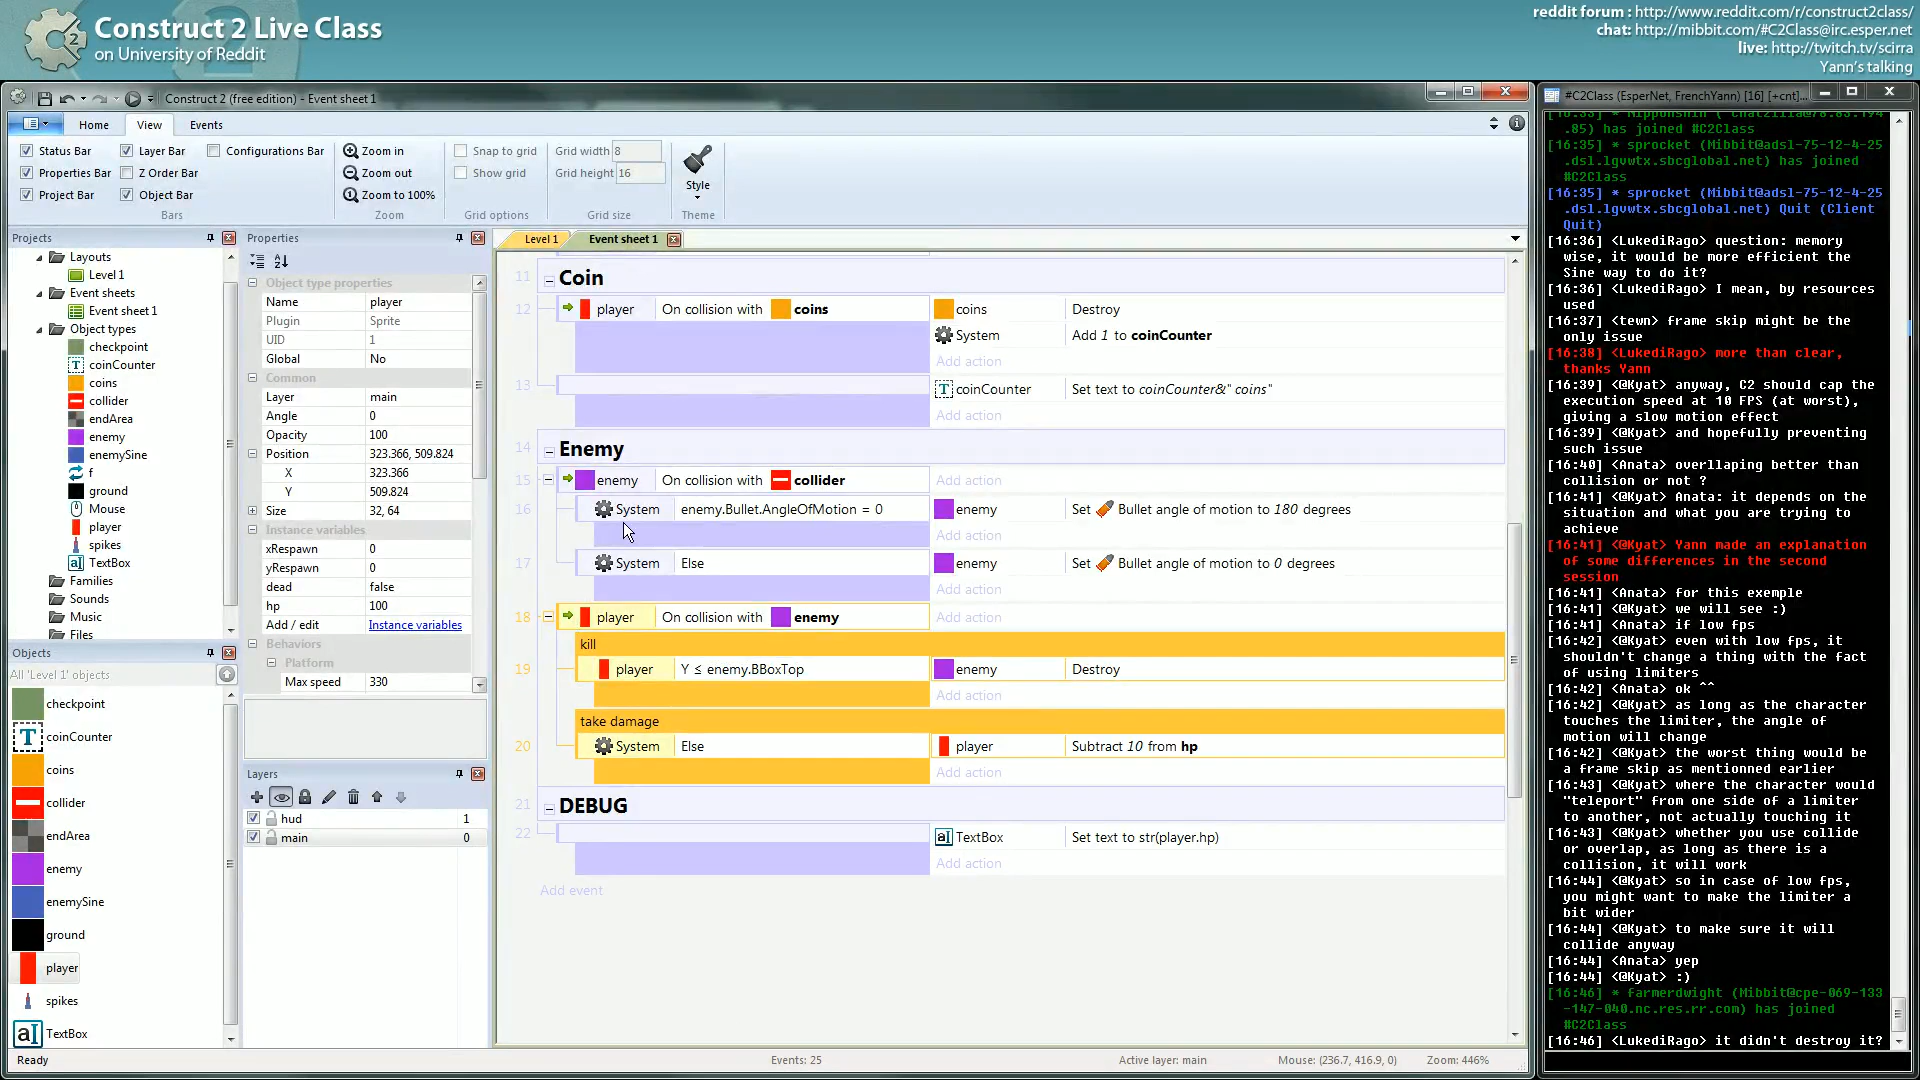 Construct 2 Live Class
on University of Reddit
reddit forum : http://www.reddit.com/r/construct2class/
chat: http://mibbit.com/#C2Class@irc.esper.net
live: http://twitch.tv/scirra
Yann's talking
Construct 2 (free edition) - Event sheet 1
Home View Events
Status Bar Layer Bar Configurations Bar
Properties Bar Z Order Bar
Project Bar Object Bar
Bars
Zoom in
Zoom out
Zoom to 100%
Zoom
Snap to grid
Show grid
Grid options
Grid width 8
Grid height 16
Grid size
Style
Theme
Projects
Layouts
Level 1
Event sheets
Event sheet 1
Object types
checkpoint
coinCounter
coins
collider
endArea
enemy
enemySine
f
ground
Mouse
player
spikes
TextBox
Families
Sounds
Music
Files
Objects
All 'Level 1' objects
checkpoint
coinCounter
coins
collider
endArea
enemy
enemySine
ground
player
spikes
TextBox
Properties
Object type properties
Name player
Plugin Sprite
UID 1
Global No
Common
Layer main
Angle 0
Opacity 100
Position 323.366, 509.824
X 323.366
Y 509.824
Size 32, 64
Instance variables
xRespawn 0
yRespawn 0
dead false
hp 100
Add / edit Instance variables
Behaviors
Platform
Max speed 330
Layers
hud 1
main 0
Level 1 Event sheet 1
11 Coin
12 player On collision with coins coins Destroy
System Add 1 to coinCounter
Add action
13 coinCounter Set text to coinCounter&" coins"
Add action
14 Enemy
15 enemy On collision with collider Add action
16 System enemy.Bullet.AngleOfMotion = 0 enemy Set Bullet angle of motion to 180 degrees
Add action
17 System Else enemy Set Bullet angle of motion to 0 degrees
Add action
18 player On collision with enemy Add action
kill
19 player Y ≤ enemy.BBoxTop enemy Destroy
Add action
take damage
20 System Else player Subtract 10 from hp
Add action
21 DEBUG
22 TextBox Set text to str(player.hp)
Add action
Add event
Ready Events: 25 Active layer: main Mouse: (236.7, 416.9, 0) Zoom: 446%
#C2Class (EsperNet, FrenchYann) [16] [+cnt]...
.85) has joined #C2Class
[16:35] * sprocket (Mibbit@adsl-75-12-4-25
.dsl.lgvwtx.sbcglobal.net) has joined
#C2Class
[16:35] * sprocket (Mibbit@adsl-75-12-4-25
.dsl.lgvwtx.sbcglobal.net) Quit (Client
Quit)
[16:36] <LukediRago> question: memory
wise, it would be more efficient the
Sine way to do it?
[16:36] <LukediRago> I mean, by resources
used
[16:37] <tewn> frame skip might be the
only issue
[16:38] <LukediRago> more than clear,
thanks Yann
[16:39] <@Kyat> anyway, C2 should cap the
execution speed at 10 FPS (at worst),
giving a slow motion effect
[16:39] <@Kyat> and hopefully preventing
such issue
[16:40] <Anata> overllaping better than
collision or not ?
[16:41] <@Kyat> Anata: it depends on the
situation and what you are trying to
achieve
[16:41] <@Kyat> Yann made an explanation
of some differences in the second
session
[16:41] <Anata> for this exemple
[16:41] <@Kyat> we will see :)
[16:41] <Anata> if low fps
[16:42] <@Kyat> even with low fps, it
shouldn't change a thing with the fact
of using limiters
[16:42] <Anata> ok ^^
[16:42] <@Kyat> as long as the character
touches the limiter, the angle of
motion will change
[16:42] <@Kyat> the worst thing would be
a frame skip as mentionned earlier
[16:43] <@Kyat> where the character would
"teleport" from one side of a limiter
to another, not actually touching it
[16:43] <@Kyat> whether you use collide
or overlap, as long as there is a
collision, it will work
[16:44] <@Kyat> so in case of low fps,
you might want to make the limiter a
bit wider
[16:44] <@Kyat> to make sure it will
collide anyway
[16:44] <Anata> yep
[16:44] <@Kyat> :)
[16:46] * farmerdwight (Mibbit@cpe-069-133
-147-040.nc.res.rr.com) has joined
#C2Class
[16:46] <LukediRago> it didn't destroy it?